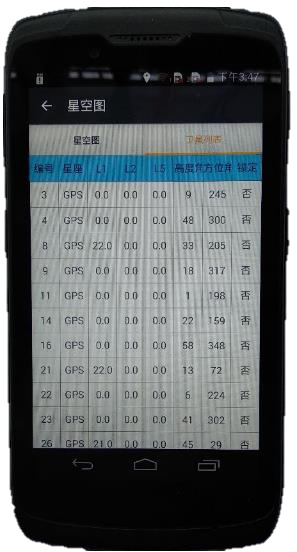 下午3:47
← 星空图
星空图 卫星列表
编号 星座 L1 L2 L5 高度角 方位角 锁定
3 GPS 0.0 0.0 0.0 9 245 否
4 GPS 0.0 0.0 0.0 48 300 否
8 GPS 22.0 0.0 0.0 33 205 否
9 GPS 0.0 0.0 0.0 18 317 否
11 GPS 0.0 0.0 0.0 1 198 否
14 GPS 0.0 0.0 0.0 22 159 否
16 GPS 0.0 0.0 0.0 58 348 否
21 GPS 22.0 0.0 0.0 13 72 否
22 GPS 0.0 0.0 0.0 6 224 否
23 GPS 0.0 0.0 0.0 41 302 否
26 GPS 21.0 0.0 0.0 45 29 否